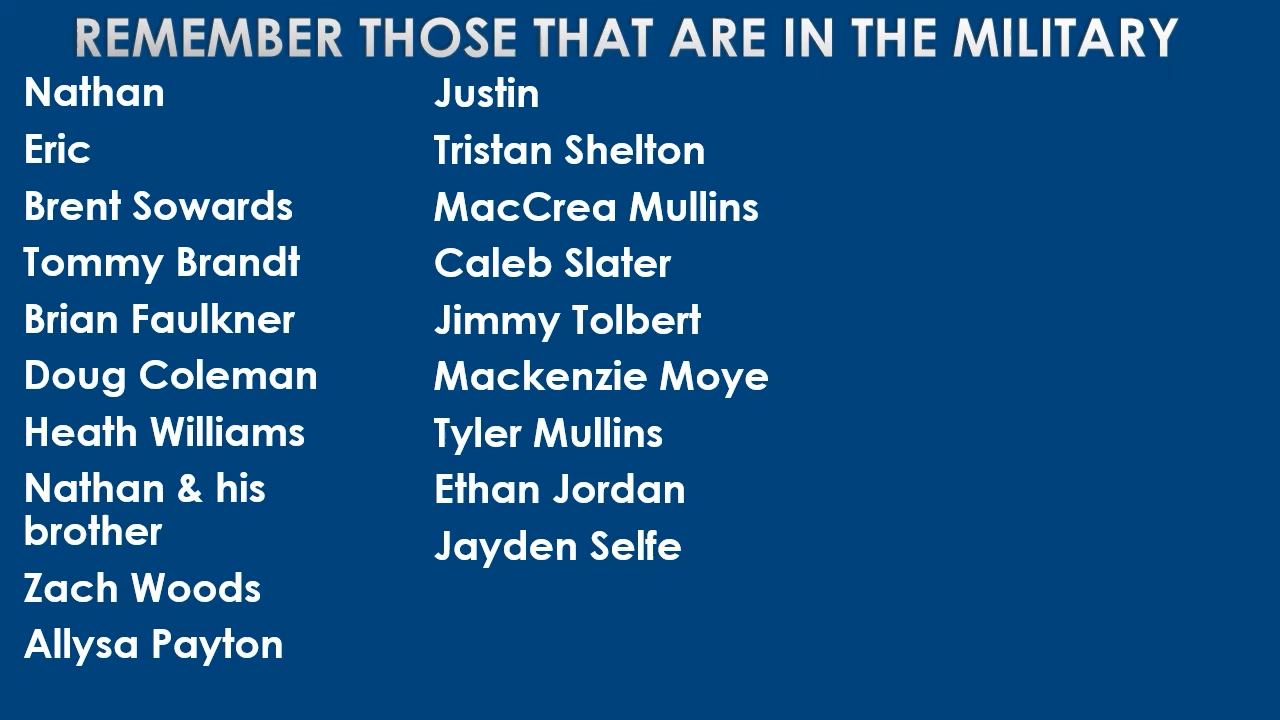 REMEMBER THOSE THAT ARE IN THE MILITARY
Nathan
Eric
Brent Sowards
Tommy Brandt
Brian Faulkner
Doug Coleman
Heath Williams
Nathan & his
brother
Zach Woods
Allysa Payton
Justin
Tristan Shelton
MacCrea Mullins
Caleb Slater
Jimmy Tolbert
Mackenzie Moye
Tyler Mullins
Ethan Jordan
Jayden Selfe